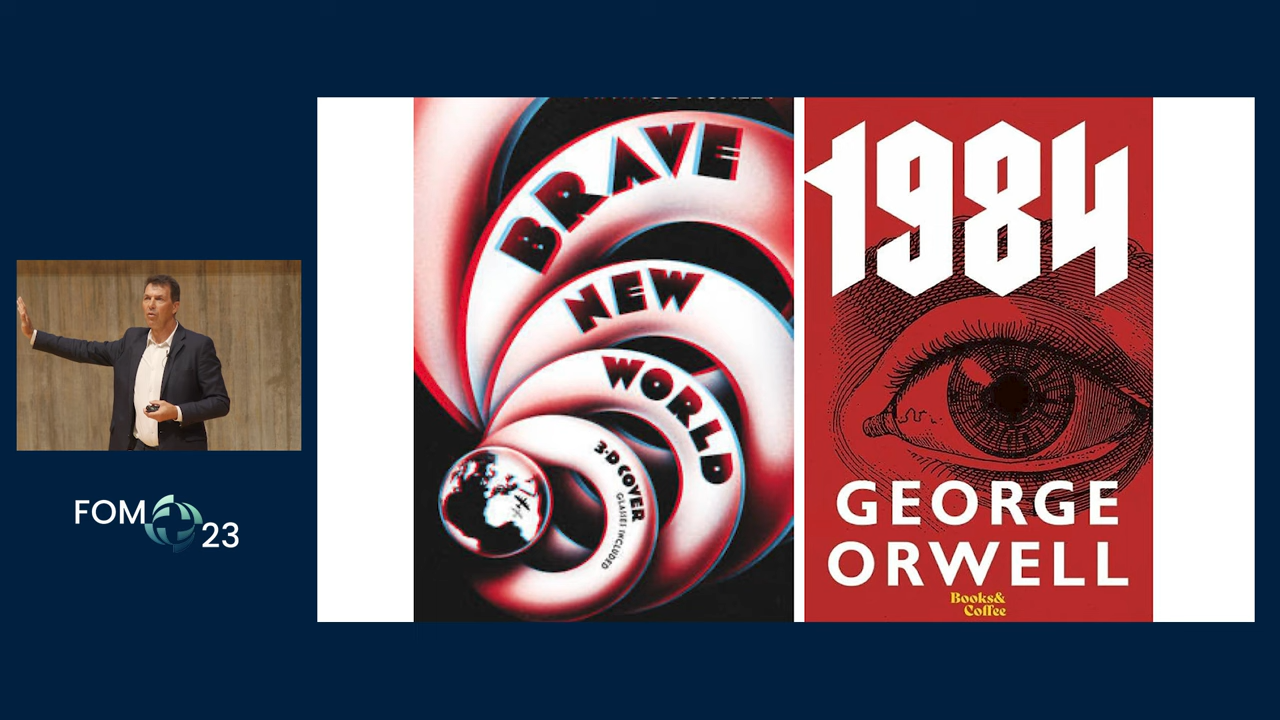 BRAVE
NEW
WORLD
3-D COVER
GLASSES INCLUDED
1984
GEORGE
ORWELL
Books&
Coffee
FOM 23